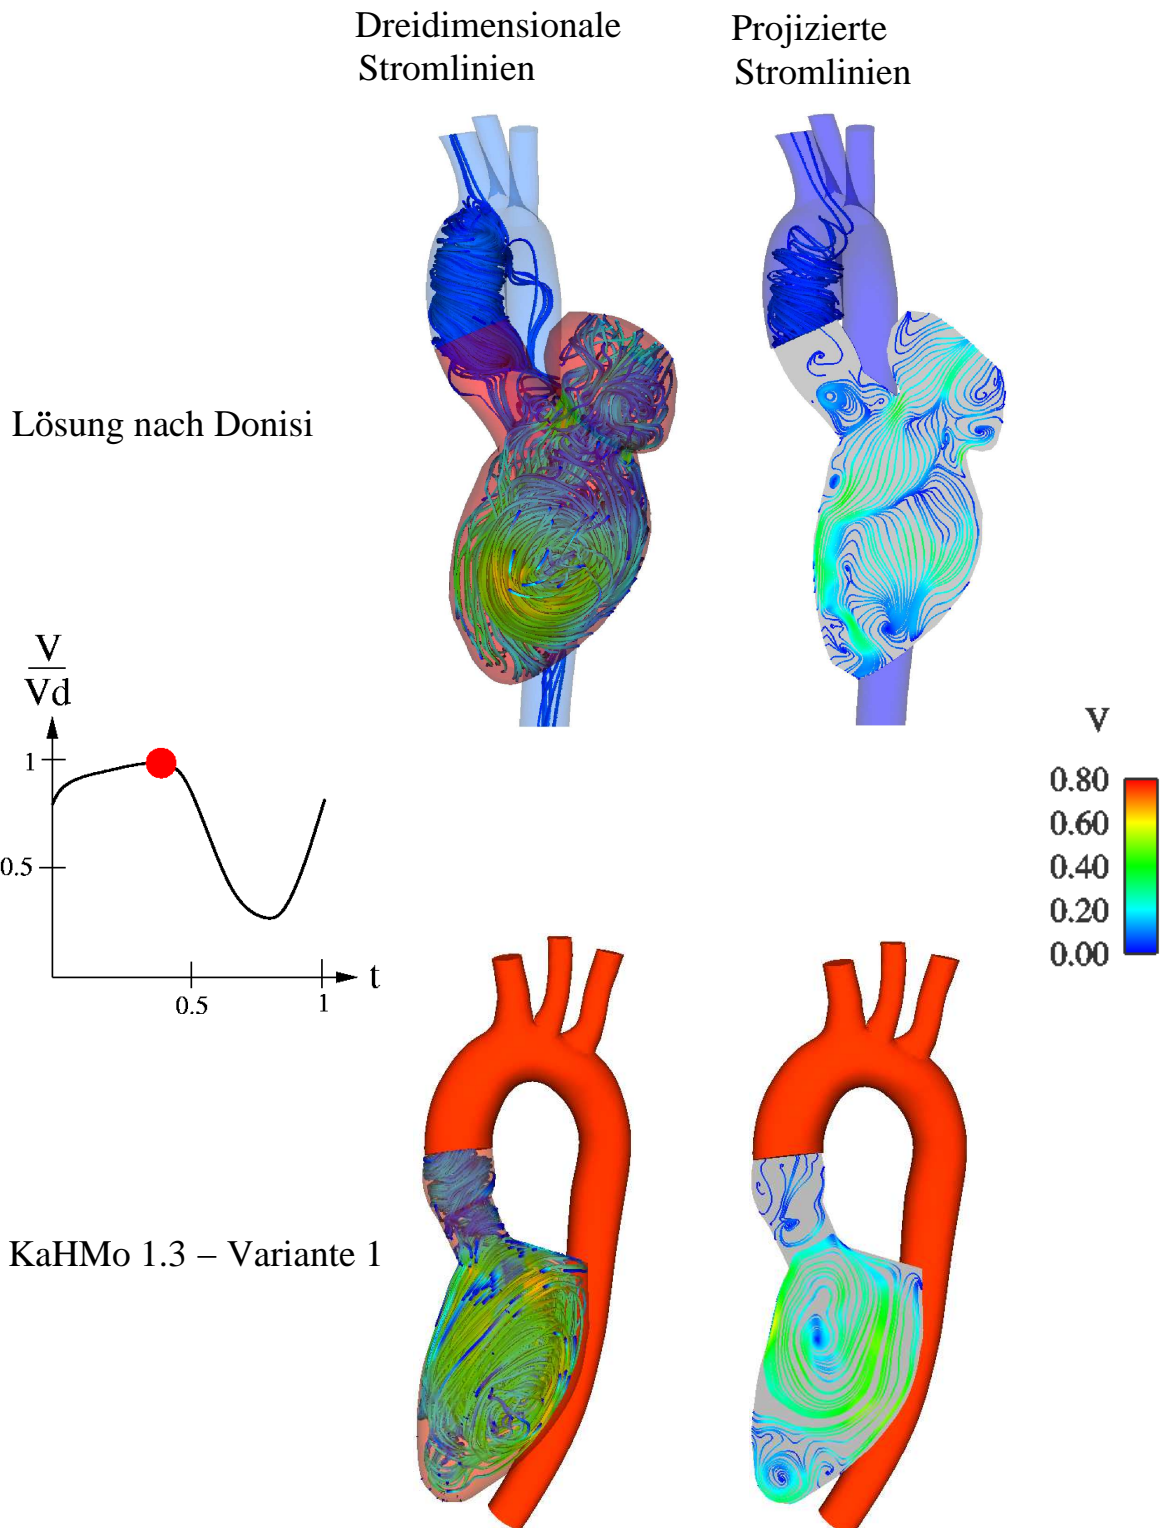 Dreidimensionale
Stromlinien
Projizierte
Stromlinien
Lösung nach Donisi
V
Vd
1
0.5
0.5
1
t
V
0.80
0.60
0.40
0.20
0.00
KaHMo 1.3 – Variante 1